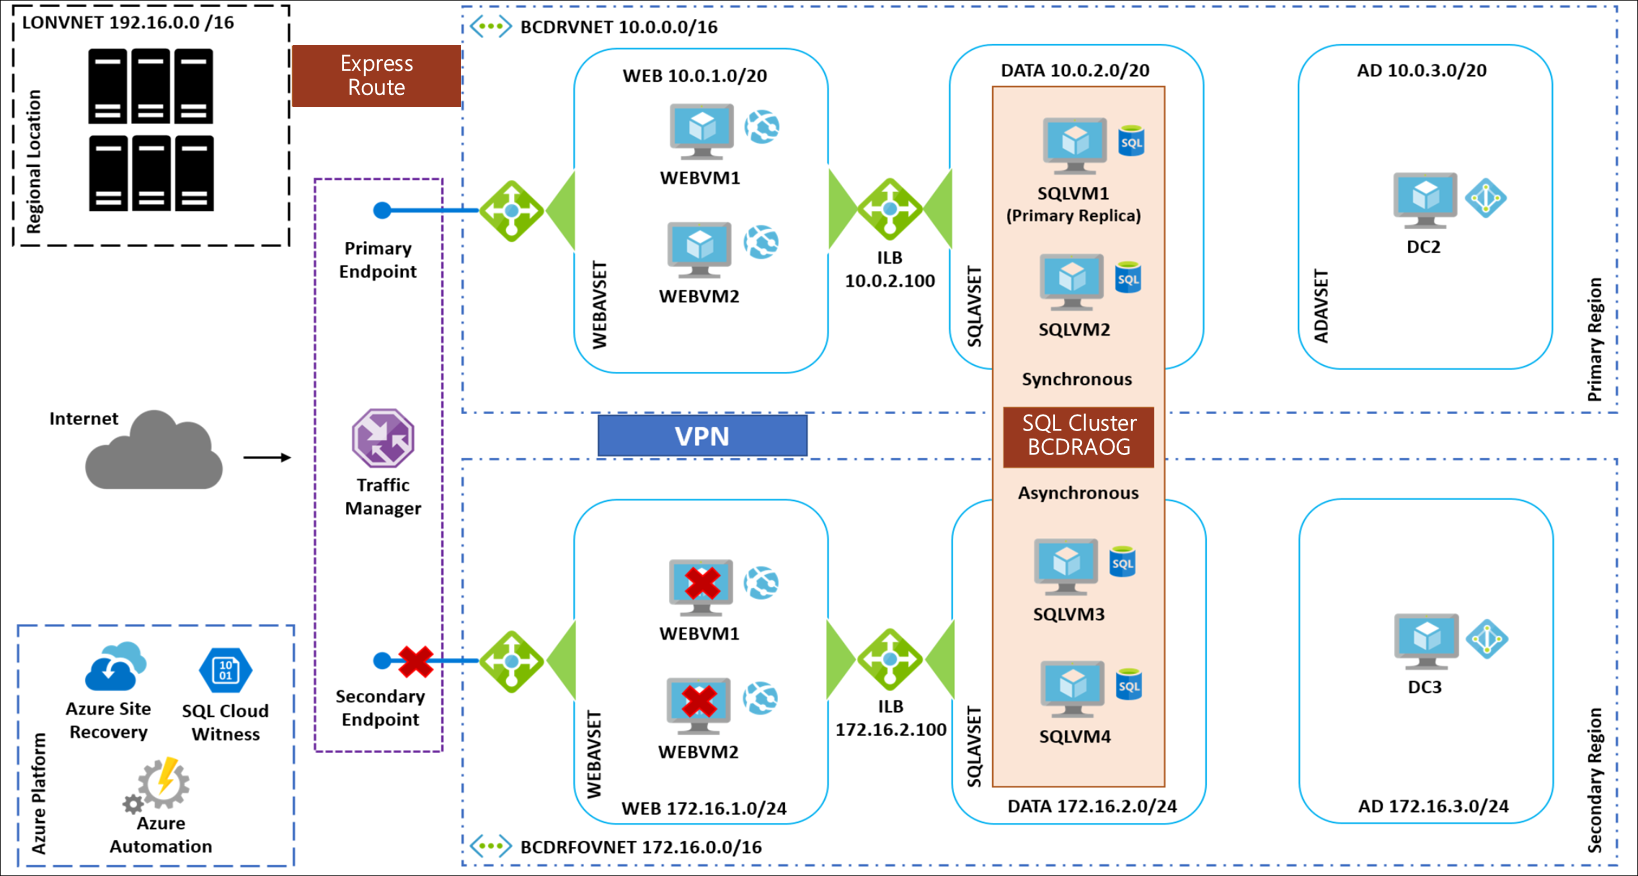 LONVNET 192.16.0.0 /16
Regional Location
Express
Route
BCDRVNET 10.0.0.0/16
WEB 10.0.1.0/20
WEBVM1
WEBVM2
WEBAVSET
ILB
10.0.2.100
DATA 10.0.2.0/20
SQL
SQLVM1
(Primary Replica)
SQL
SQLVM2
SQLAVSET
Synchronous
AD 10.0.3.0/20
DC2
ADAVSET
Primary Region
Primary
Endpoint
Internet
Traffic
Manager
VPN
SQL Cluster
BCDRAOG
Asynchronous
Secondary
Endpoint
WEBVM1
WEBVM2
WEBAVSET
WEB 172.16.1.0/24
ILB
172.16.2.100
SQL
SQLVM3
SQL
SQLVM4
SQLAVSET
DATA 172.16.2.0/24
DC3
AD 172.16.3.0/24
Secondary Region
BCDRFOVNET 172.16.0.0/16
Azure Site
Recovery
10
01
SQL Cloud
Witness
Azure
Automation
Azure Platform